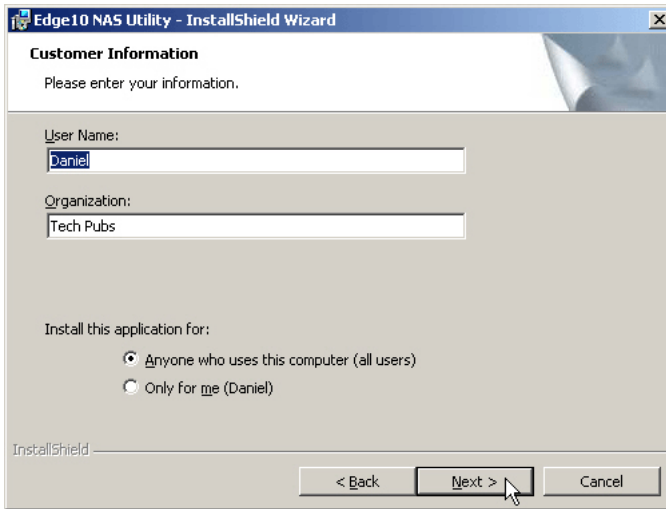 Edge10 NAS Utility - InstallShield Wizard
Customer Information
Please enter your information.
User Name:
Daniel
Organization:
Tech Pubs
Install this application for:
Anyone who uses this computer (all users)
Only for me (Daniel)
InstallShield
< Back Next > Cancel